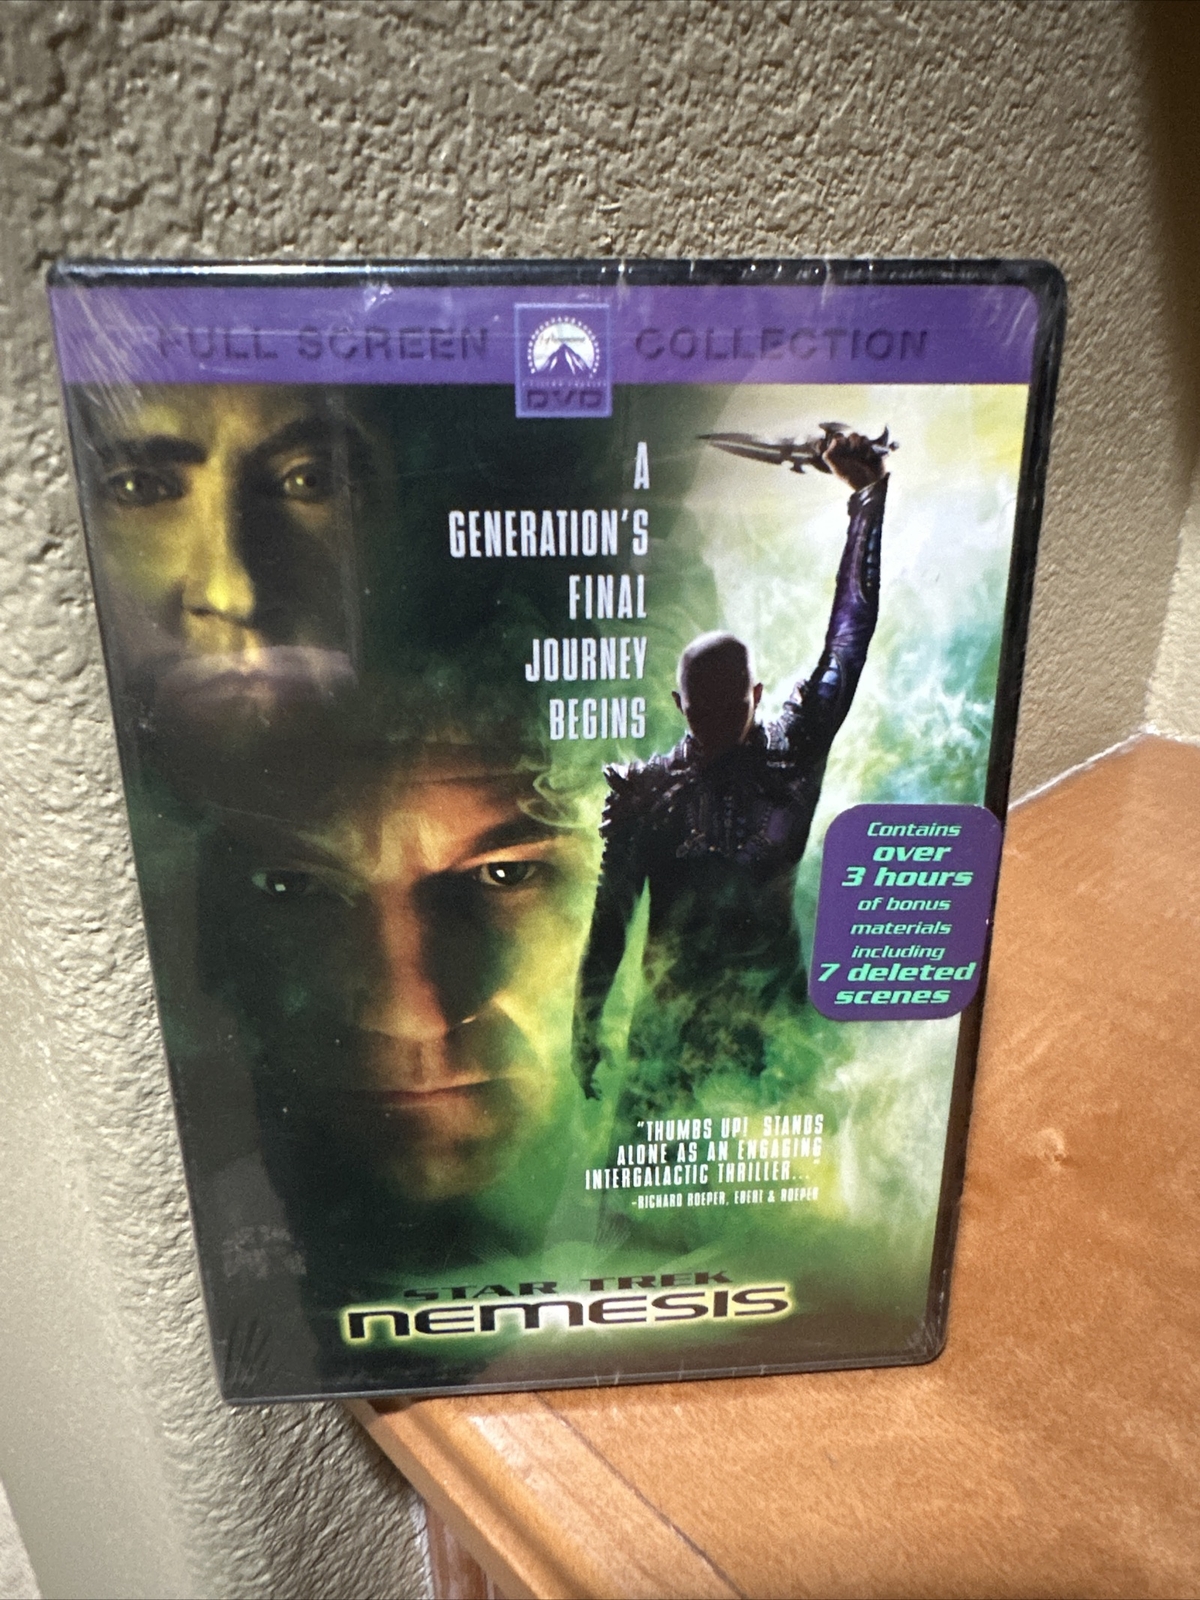 FULL SCREEN COLLECTION
Paramount
DVD
A
GENERATION'S
FINAL
JOURNEY
BEGINS
Contains
over
3 hours
of bonus
materials
including
7 deleted
scenes
"THUMBS UP! STANDS
ALONE AS AN ENGAGING
INTERGALACTIC THRILLER..."
-RICHARD ROEPER, EBERT & ROEPER
STAR TREK
NEMESIS